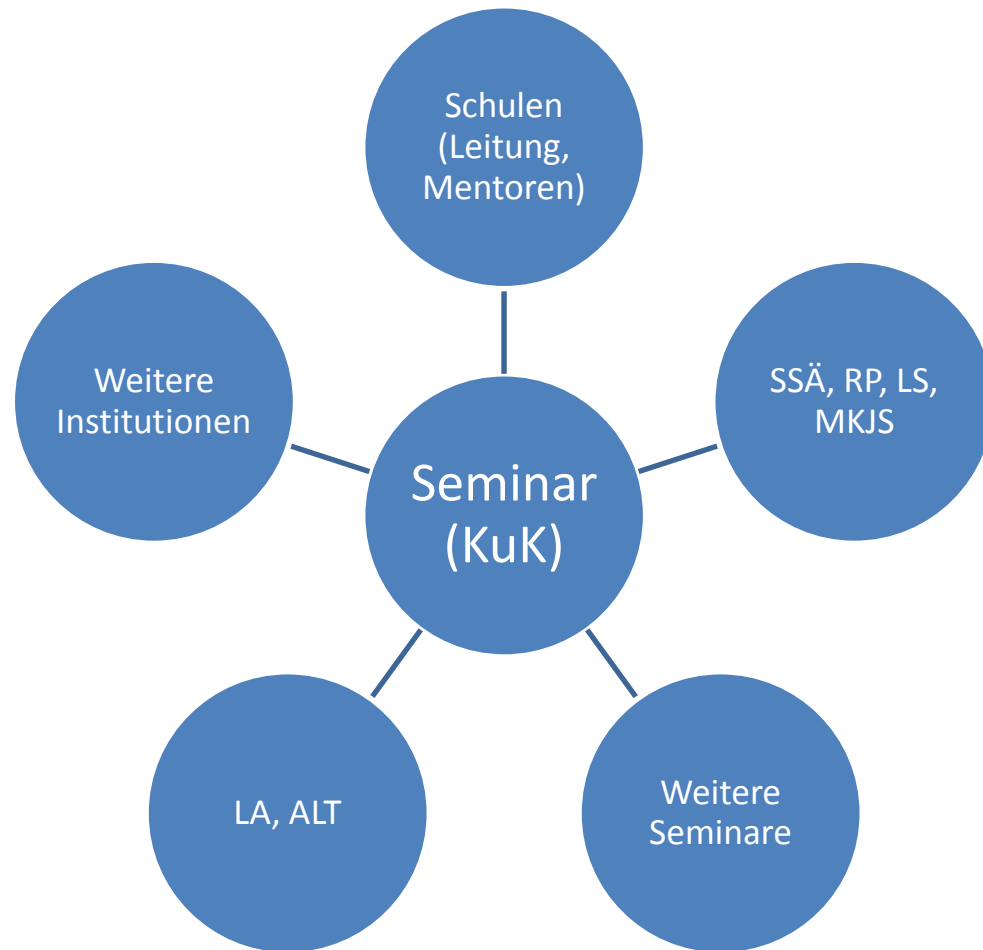 Schulen
(Leitung,
Mentoren)
Weitere
Institutionen
SSÄ, RP, LS,
MKJS
Seminar
(KuK)
LA, ALT
Weitere
Seminare